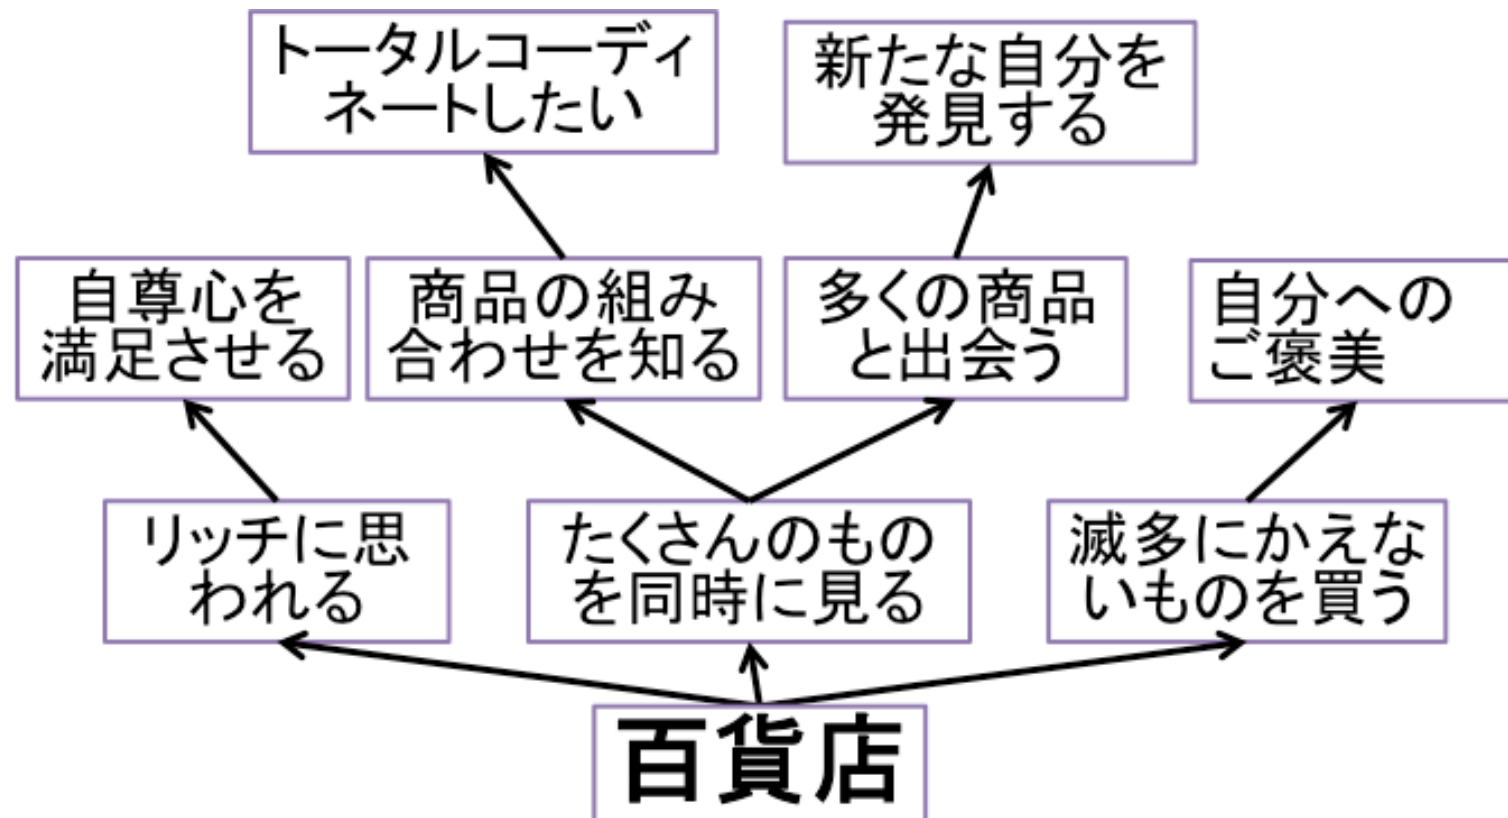 トータルコーディ
ネートしたい
新たな自分を
発見する
自尊心を
満足させる
商品の組み
合わせを知る
多くの商品
と出会う
自分への
ご褒美
リッチに思
われる
たくさんのもの
を同時に見る
滅多にかえな
いものを買う
百貨店